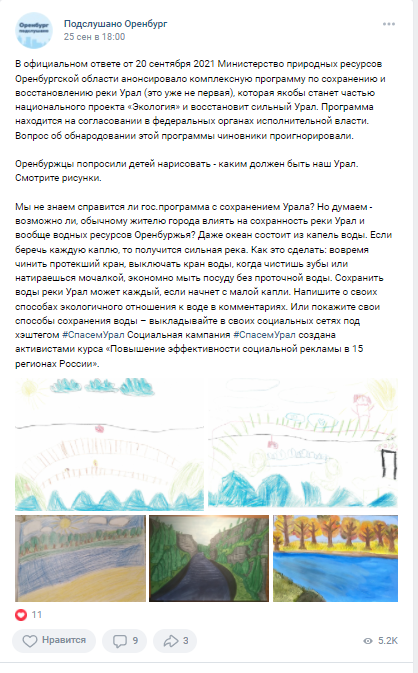 Оренбург
подслушано
Подслушано Оренбург
25 сен в 18:00
В официальном ответе от 20 сентября 2021 Министерство природных ресурсов
Оренбургской области анонсировало комплексную программу по сохранению и
восстановлению реки Урал (это уже не первая), которая якобы станет частью
национального проекта «Экология» и восстановит сильный Урал. Программа
находится на согласовании в федеральных органах исполнительной власти.
Вопрос об обнародовании этой программы чиновники проигнорировали.
Оренбуржцы попросили детей нарисовать - каким должен быть наш Урал.
Смотрите рисунки.
Мы не знаем справится ли гос.программа с сохранением Урала? Но думаем -
возможно ли, обычному жителю города влиять на сохранность реки Урал и
вообще водных ресурсов Оренбуржья? Даже океан состоит из капель воды. Если
беречь каждую каплю, то получится сильная река. Как это сделать: вовремя
чинить протекший кран, выключать кран воды, когда чистишь зубы или
натираешься мочалкой, экономно мыть посуду без проточной воды. Сохранить
воды реки Урал может каждый, если начнет с малой капли. Напишите о своих
способах экологичного отношения к воде в комментариях. Или покажите свои
способы сохранения воды – выкладывайте в своих социальных сетях под
хэштегом #СпасемУрал Социальная кампания #СпасемУрал создана
активистами курса «Повышение эффективности социальной рекламы в 15
регионах России».
11
Нравится
9
3
5.2K